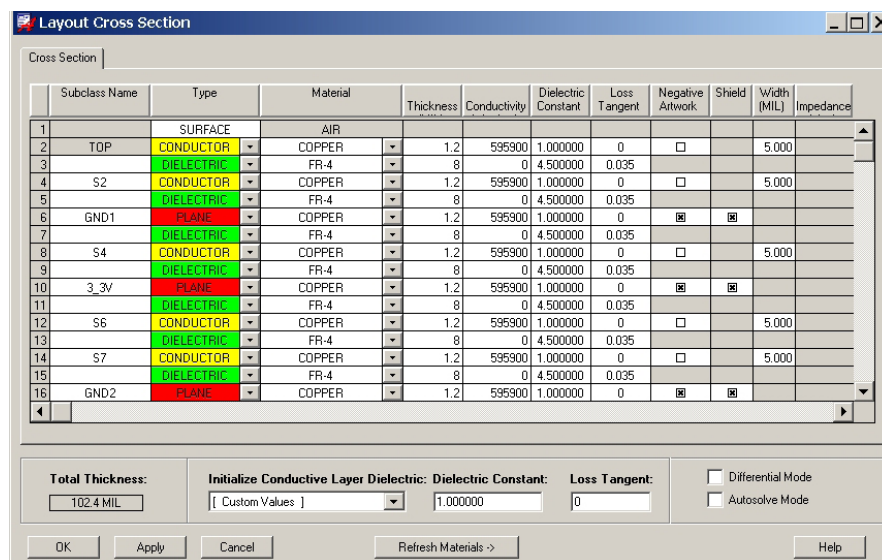 Layout Cross Section
Cross Section
Subclass Name Type Material Thickness Conductivity Dielectric Constant Loss Tangent Negative Artwork Shield Width (MIL) Impedance
1 SURFACE AIR
2 TOP CONDUCTOR COPPER 1.2 595900 1.000000 0 5.000
3 DIELECTRIC FR-4 8 0 4.500000 0.035
4 S2 CONDUCTOR COPPER 1.2 595900 1.000000 0 5.000
5 DIELECTRIC FR-4 8 0 4.500000 0.035
6 GND1 PLANE COPPER 1.2 595900 1.000000 0
7 DIELECTRIC FR-4 8 0 4.500000 0.035
8 S4 CONDUCTOR COPPER 1.2 595900 1.000000 0 5.000
9 DIELECTRIC FR-4 8 0 4.500000 0.035
10 3_3V PLANE COPPER 1.2 595900 1.000000 0
11 DIELECTRIC FR-4 8 0 4.500000 0.035
12 S6 CONDUCTOR COPPER 1.2 595900 1.000000 0 5.000
13 DIELECTRIC FR-4 8 0 4.500000 0.035
14 S7 CONDUCTOR COPPER 1.2 595900 1.000000 0 5.000
15 DIELECTRIC FR-4 8 0 4.500000 0.035
16 GND2 PLANE COPPER 1.2 595900 1.000000 0
Total Thickness: Initialize Conductive Layer Dielectric: Dielectric Constant: Loss Tangent: Differential Mode
102.4 MIL [ Custom Values ] 1.000000 0 Autosolve Mode
OK Apply Cancel Refresh Materials -> Help